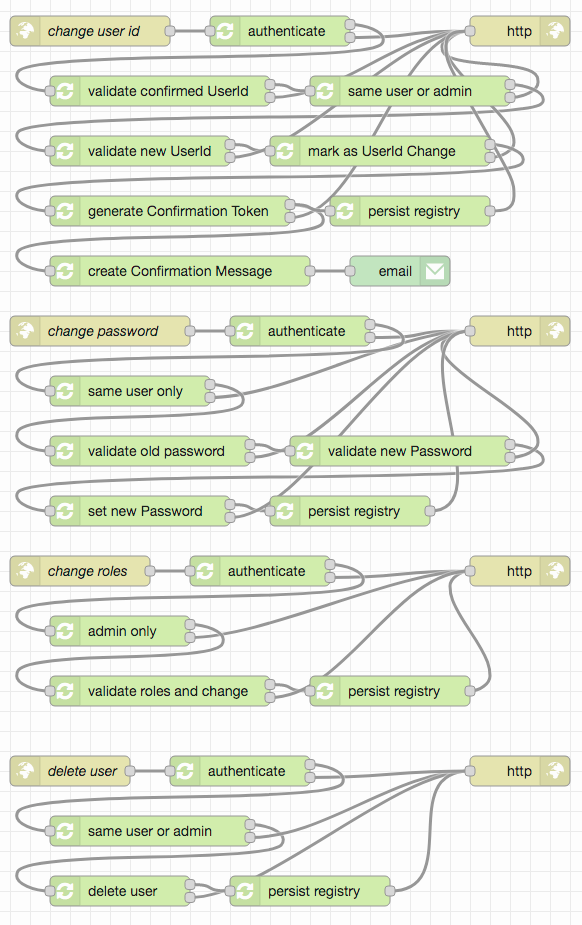 change user id
authenticate
http
validate confirmed UserId
same user or admin
validate new UserId
mark as UserId Change
generate Confirmation Token
persist registry
create Confirmation Message
email
change password
authenticate
http
same user only
validate old password
validate new Password
set new Password
persist registry
change roles
authenticate
http
admin only
validate roles and change
persist registry
delete user
authenticate
http
same user or admin
delete user
persist registry